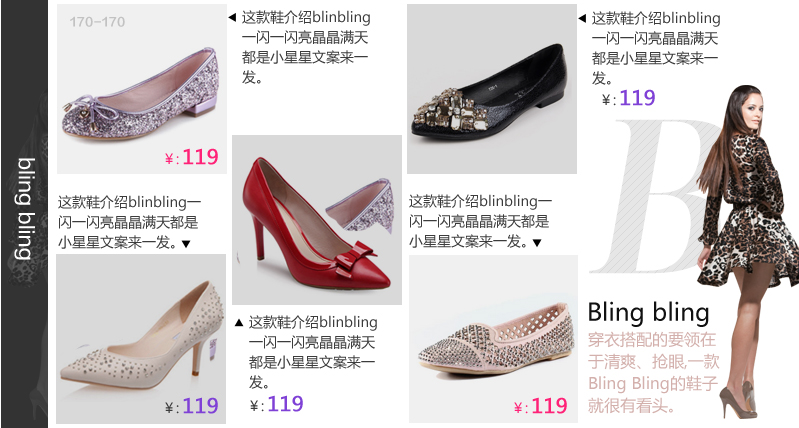 bling bling
170-170
¥:119
◀ 这款鞋介绍blinbling
一闪一闪亮晶晶满天
都是小星星文案来一
发。
这款鞋介绍blinbling一
闪一闪亮晶晶满天都是
小星星文案来一发。▼
¥:119
▲ 这款鞋介绍blinbling
一闪一闪亮晶晶满天
都是小星星文案来一
发。
¥:119
◀ 这款鞋介绍blinbling
一闪一闪亮晶晶满天
都是小星星文案来一
发。
¥:119
这款鞋介绍blinbling一
闪一闪亮晶晶满天都是
小星星文案来一发。▼
¥:119
B
Bling bling
穿衣搭配的要领在
于清爽、抢眼,一款
Bling Bling的鞋子
就很有看头。